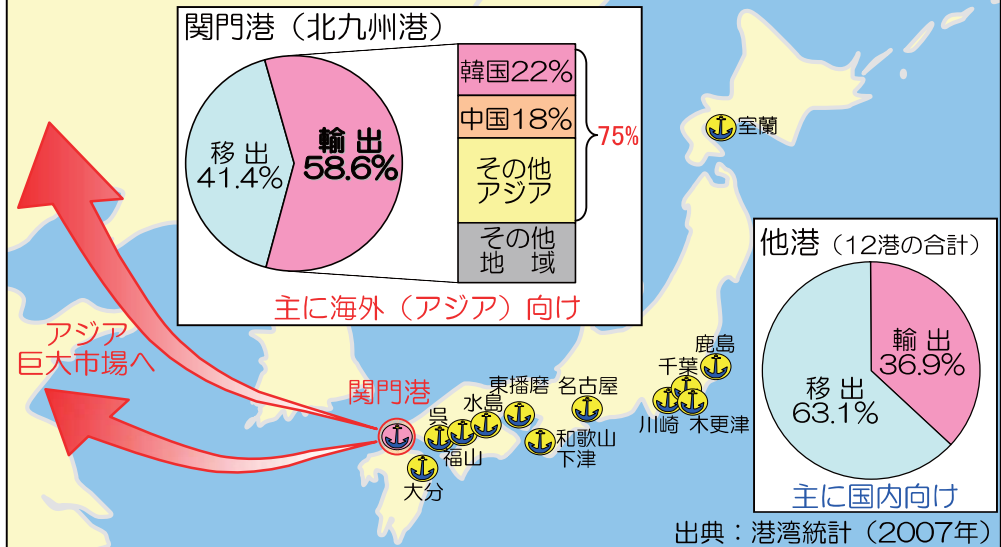 関門港（北九州港）
移出
41.4%
輸出
58.6%
韓国22%
中国18%
その他
アジア
その他
地域
75%
主に海外（アジア）向け
室蘭
他港（12港の合計）
輸出
36.9%
移出
63.1%
主に国内向け
アジア
巨大市場へ
関門港
呉
福山
水島
東播磨
名古屋
和歌山
下津
大分
鹿島
千葉
川崎
木更津
出典：港湾統計（2007年）